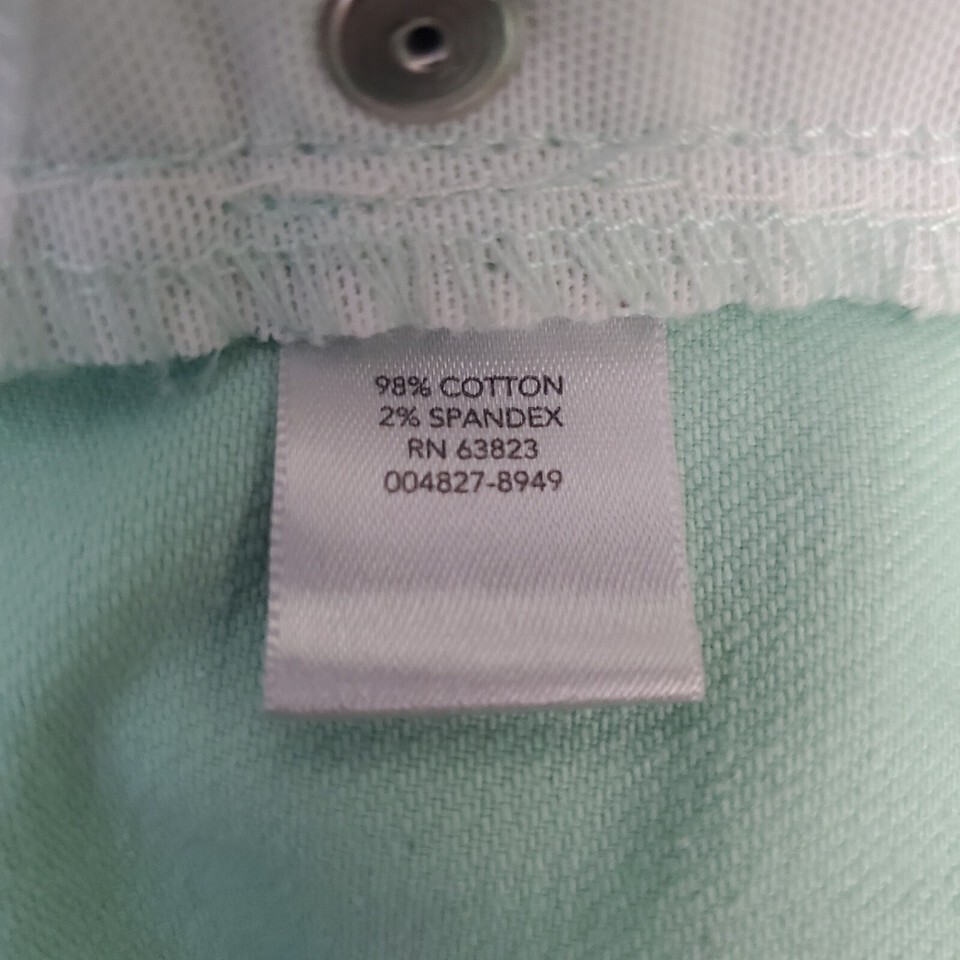 98% COTTON
2% SPANDEX
RN 63823
004827-8949